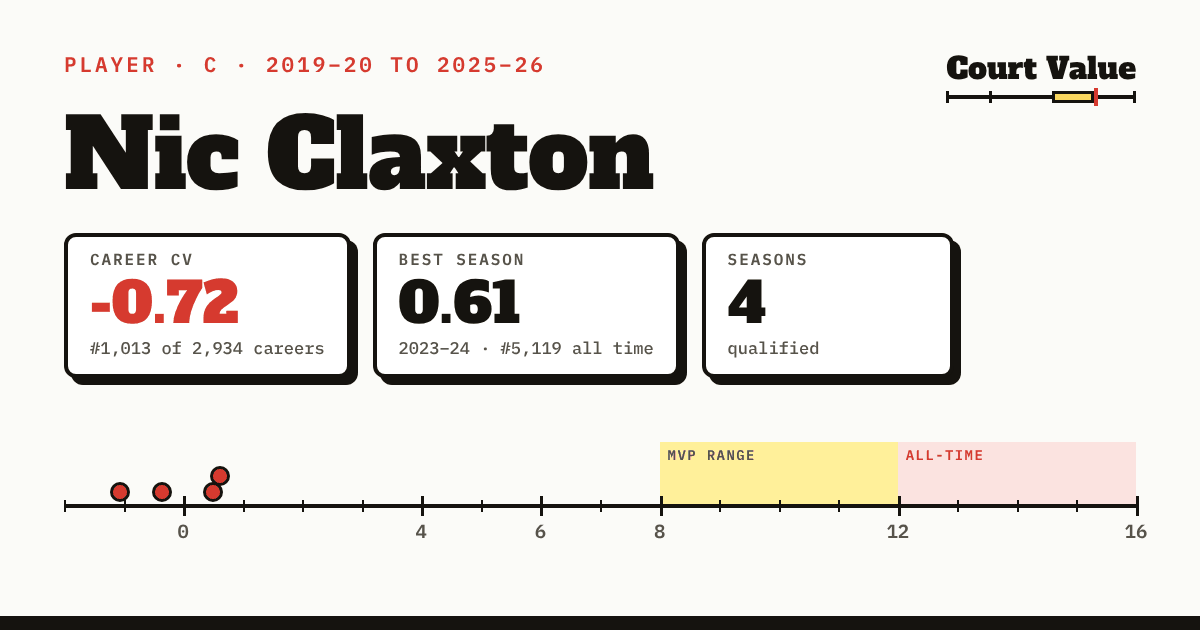 PLAYER · C · 2019–20 TO 2025–26
Court Value
Nic Claxton
CAREER CV
-0.72
#1,013 of 2,934 careers
BEST SEASON
0.61
2023–24 · #5,119 all time
SEASONS
4
qualified
MVP RANGE
ALL-TIME
0 4 6 8 12 16